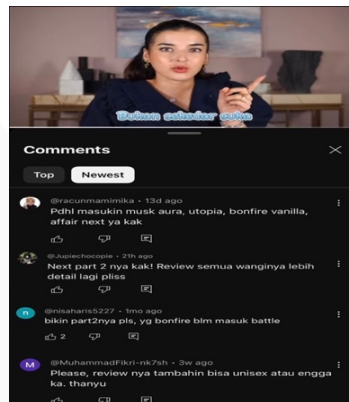 Comments
Top
Newest
@racunmamimika • 13d ago
Pdhl masukin musk aura, utopia, bonfire vanilla,
affair next ya kak
@Jupiechocopie • 21h ago
Next part 2 nya kak! Review semua wanginya lebih
detail lagi pliss
n
@nisaharis5227 • 1mo ago
bikin part2nya pls, yg bonfire blm masuk battle
2
M
@MuhammadFikri-nk7sh • 3w ago
Please, review nya tambahin bisa unisex atau engga
ka. thanyu